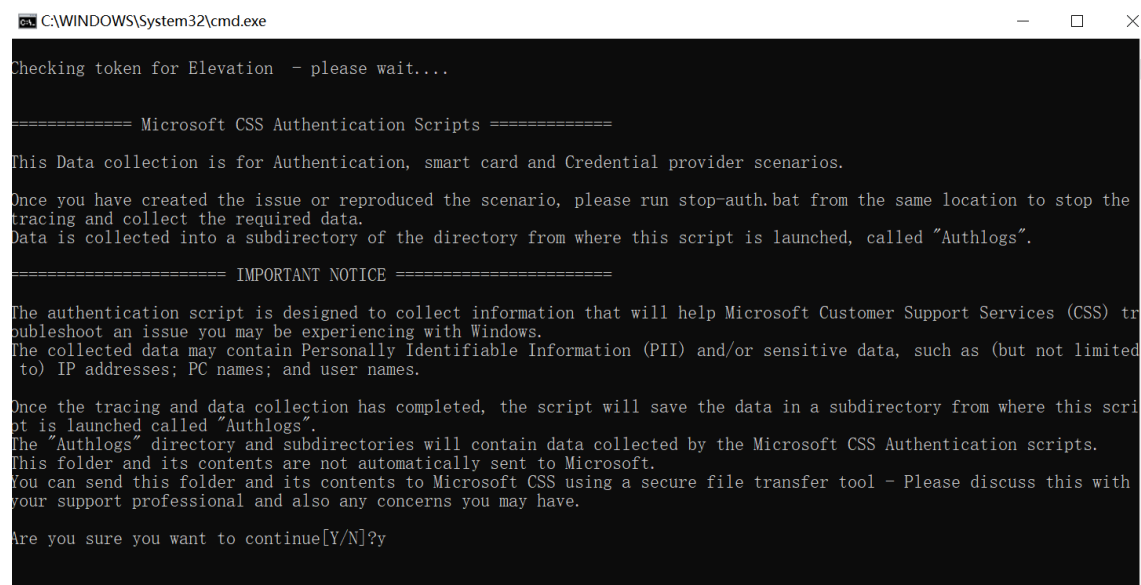 C:\WINDOWS\System32\cmd.exe
Checking token for Elevation  - please wait....
============= Microsoft CSS Authentication Scripts =============
This Data collection is for Authentication, smart card and Credential provider scenarios.
Once you have created the issue or reproduced the scenario, please run stop-auth.bat from the same location to stop the
tracing and collect the required data.
Data is collected into a subdirectory of the directory from where this script is launched, called "Authlogs".
======================= IMPORTANT NOTICE =======================
The authentication script is designed to collect information that will help Microsoft Customer Support Services (CSS) tr
oubleshoot an issue you may be experiencing with Windows.
The collected data may contain Personally Identifiable Information (PII) and/or sensitive data, such as (but not limited
 to) IP addresses; PC names; and user names.
Once the tracing and data collection has completed, the script will save the data in a subdirectory from where this scri
pt is launched called "Authlogs".
The "Authlogs" directory and subdirectories will contain data collected by the Microsoft CSS Authentication scripts.
This folder and its contents are not automatically sent to Microsoft.
You can send this folder and its contents to Microsoft CSS using a secure file transfer tool - Please discuss this with
your support professional and also any concerns you may have.
Are you sure you want to continue[Y/N]?y